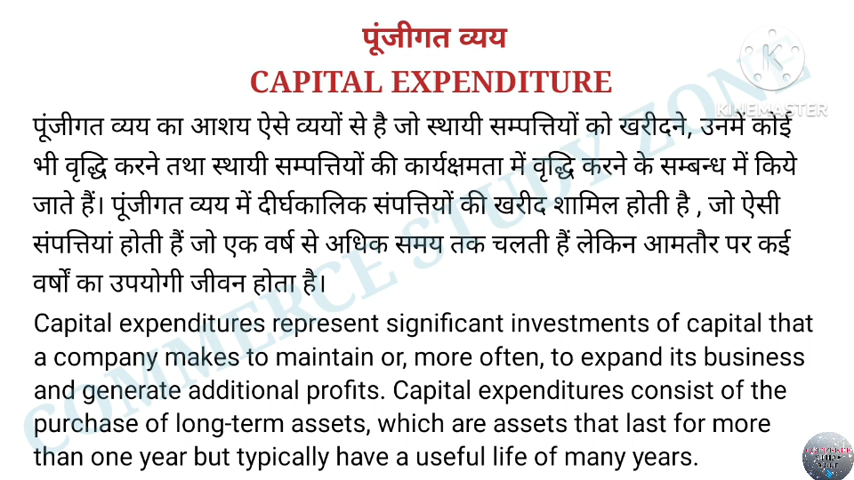 पूंजीगत व्यय
CAPITAL EXPENDITURE
पूंजीगत व्यय का आशय ऐसे व्ययों से है जो स्थायी सम्पत्तियों को खरीदने, उनमें कोई
भी वृद्धि करने तथा स्थायी सम्पत्तियों की कार्यक्षमता में वृद्धि करने के सम्बन्ध में किये
जाते हैं। पूंजीगत व्यय में दीर्घकालिक संपत्तियों की खरीद शामिल होती है , जो ऐसी
संपत्तियां होती हैं जो एक वर्ष से अधिक समय तक चलती हैं लेकिन आमतौर पर कई
वर्षों का उपयोगी जीवन होता है।
Capital expenditures represent significant investments of capital that
a company makes to maintain or, more often, to expand its business
and generate additional profits. Capital expenditures consist of the
purchase of long-term assets, which are assets that last for more
than one year but typically have a useful life of many years.
COMMERCE STUDY ZONE
K
KINEMASTER